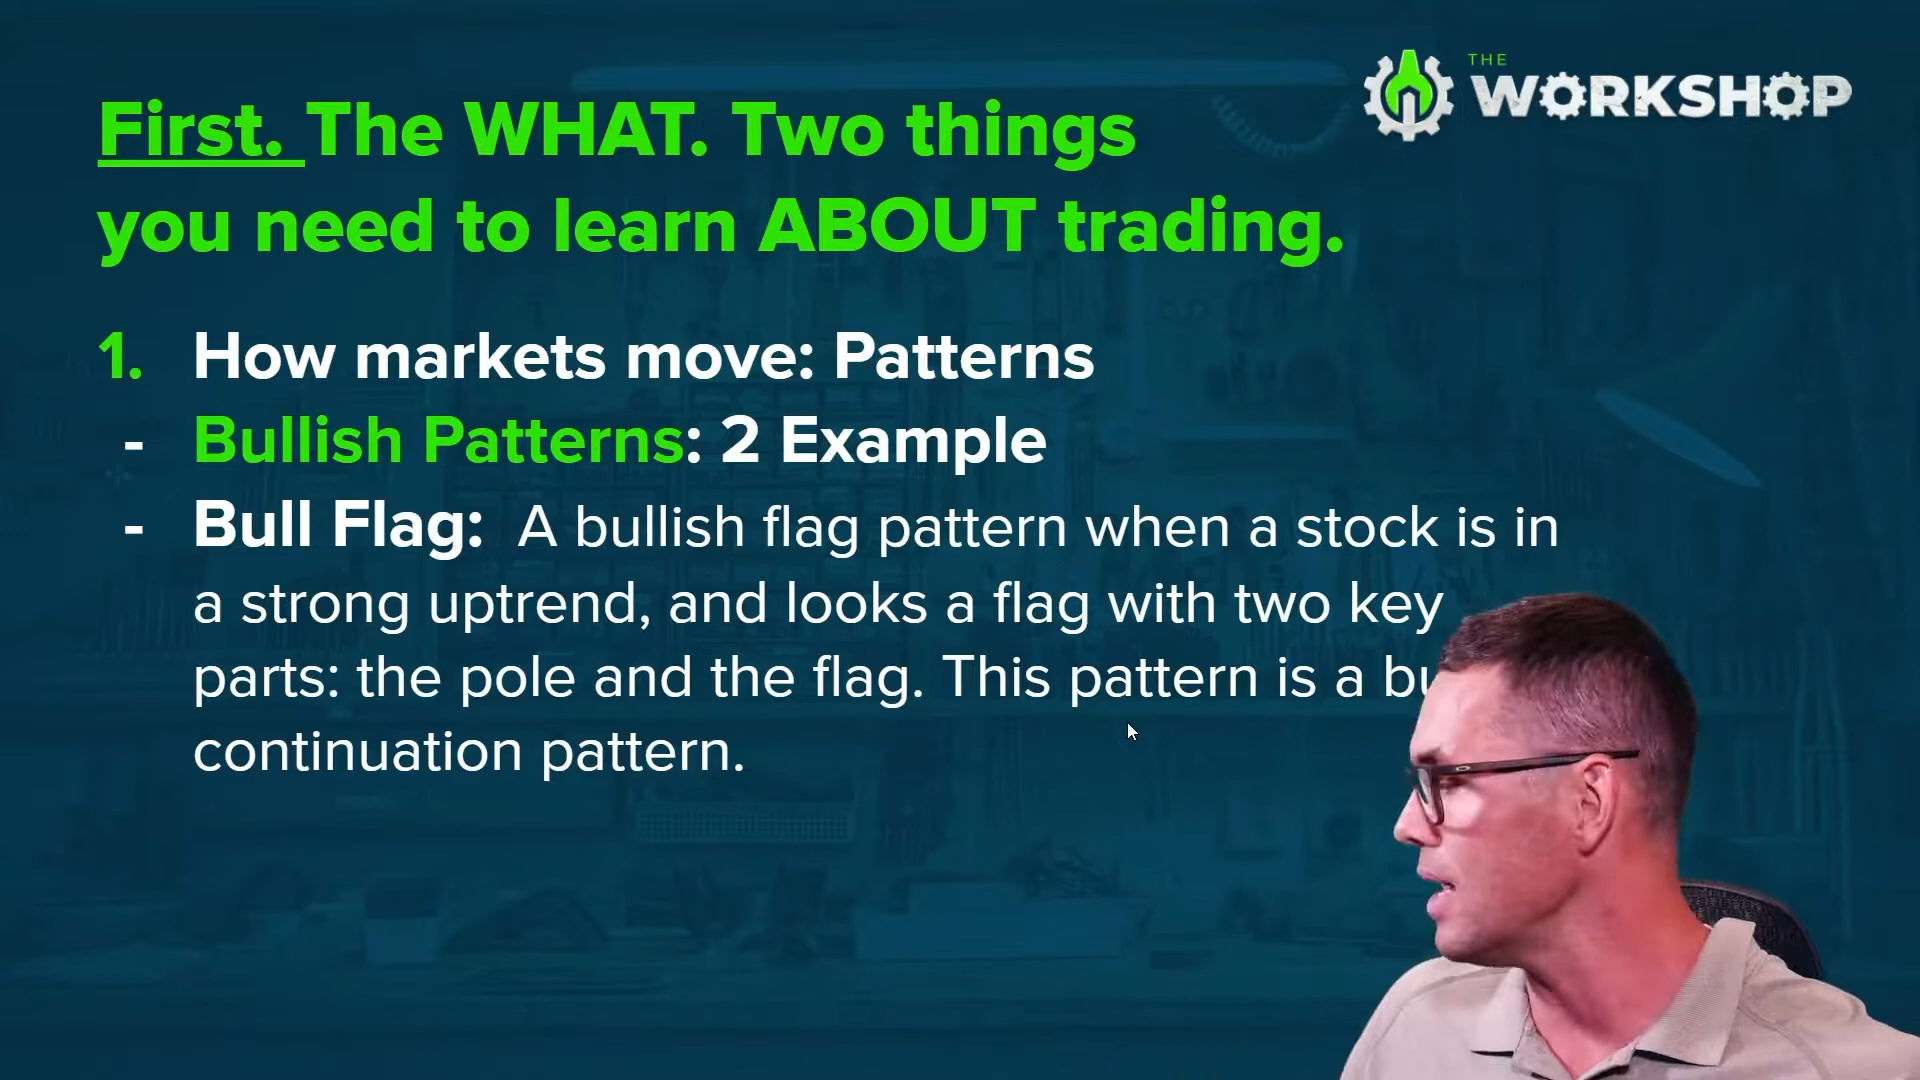 THE
WORKSHOP
First. The WHAT. Two things
you need to learn ABOUT trading.
1. How markets move: Patterns
- Bullish Patterns: 2 Example
- Bull Flag: A bullish flag pattern when a stock is in
a strong uptrend, and looks a flag with two key
parts: the pole and the flag. This pattern is a
continuation pattern.